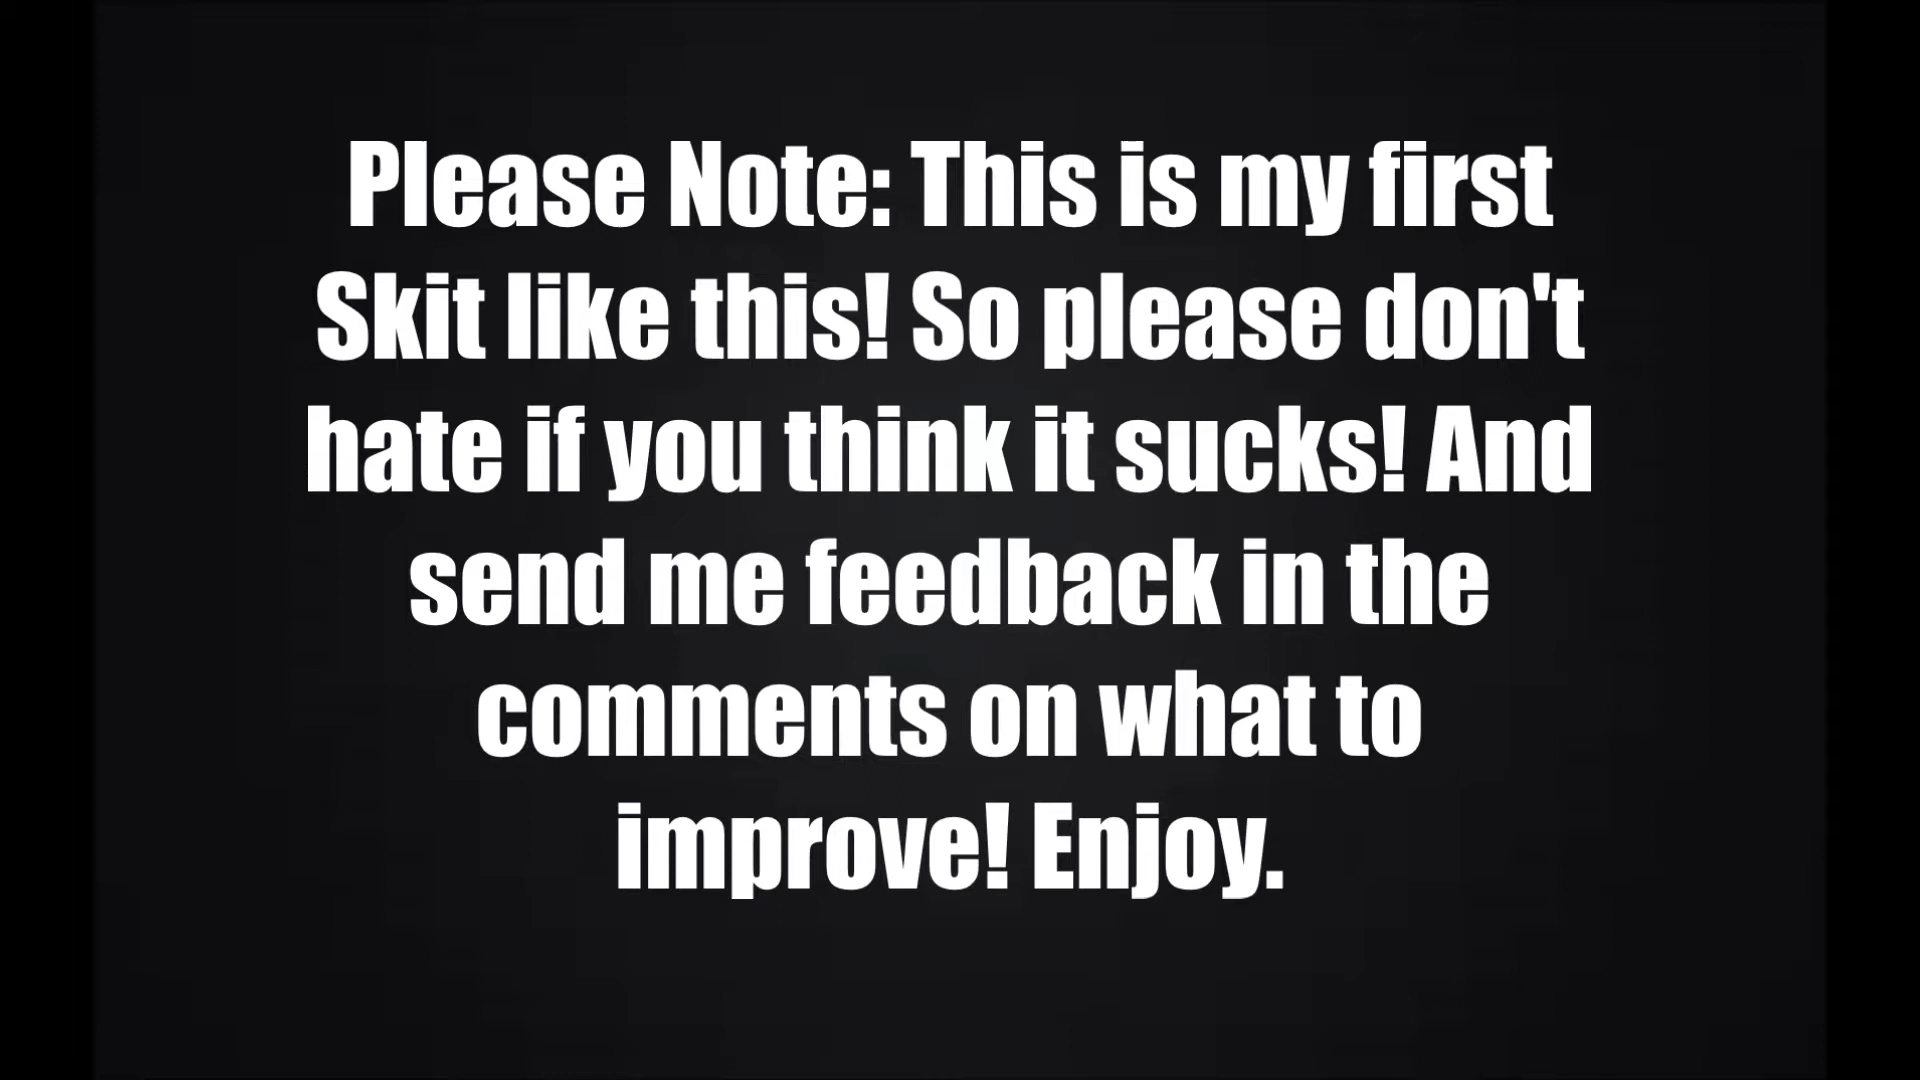 Please Note: This is my first
Skit like this! So please don't
hate if you think it sucks! And
send me feedback in the
comments on what to
improve! Enjoy.